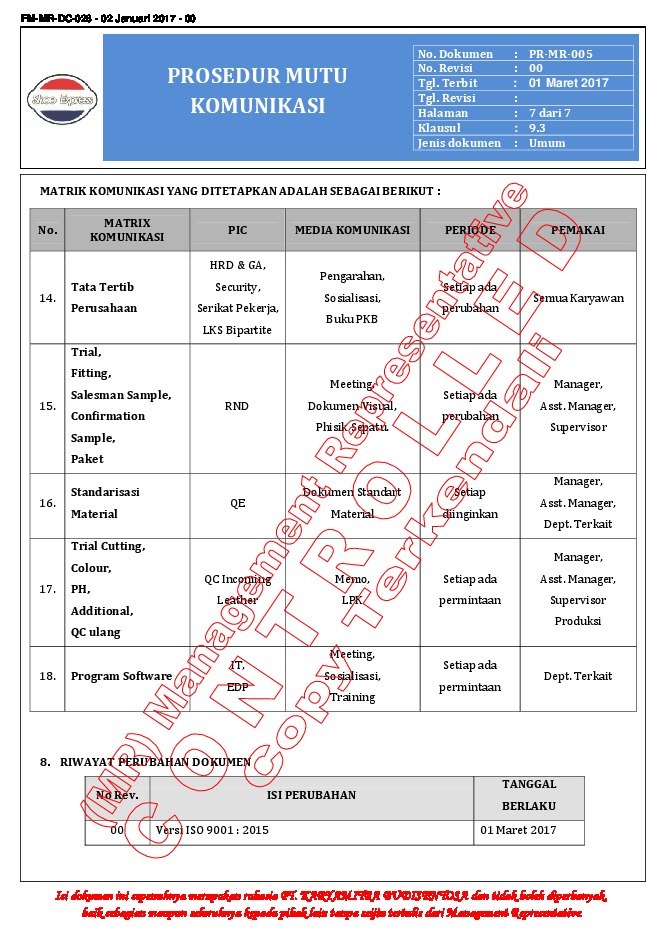 FM-MR-DC-026 - 02 Januari 2017 - 00
Shoe Express
PROSEDUR MUTU
KOMUNIKASI
No. Dokumen : PR-MR-005
No. Revisi : 00
Tgl. Terbit : 01 Maret 2017
Tgl. Revisi :
Halaman : 7 dari 7
Klausul : 9.3
Jenis dokumen : Umum
MATRIK KOMUNIKASI YANG DITETAPKAN ADALAH SEBAGAI BERIKUT :
No. MATRIX KOMUNIKASI PIC MEDIA KOMUNIKASI PERIODE PEMAKAI
14. Tata Tertib Perusahaan HRD & GA, Security, Serikat Pekerja, LKS Bipartite Pengarahan, Sosialisasi, Buku PKB Setiap ada perubahan Semua Karyawan
15. Trial, Fitting, Salesman Sample, Confirmation Sample, Paket RND Meeting, Dokumen Visual, Phisik Sepatu. Setiap ada perubahan Manager, Asst. Manager, Supervisor
16. Standarisasi Material QE Dokumen Standart Material Setiap diinginkan Manager, Asst. Manager, Dept. Terkait
17. Trial Cutting, Colour, PH, Additional, QC ulang QC Incoming Leather Memo, LPK Setiap ada permintaan Manager, Asst. Manager, Supervisor Produksi
18. Program Software IT, EDP Meeting, Sosialisasi, Training Setiap ada permintaan Dept. Terkait
(MR) Management Representative
CONTROLLED
Copy Terkendali
8. RIWAYAT PERUBAHAN DOKUMEN
No Rev. ISI PERUBAHAN TANGGAL BERLAKU
00 Versi ISO 9001 : 2015 01 Maret 2017
Isi dokumen ini sepenuhnya merupakan rahasia PT. KARYAMITRA BUDISENTOSA dan tidak boleh diperbanyak,
baik sebagian maupun seluruhnya kepada pihak lain tanpa seijin tertulis dari Management Representative